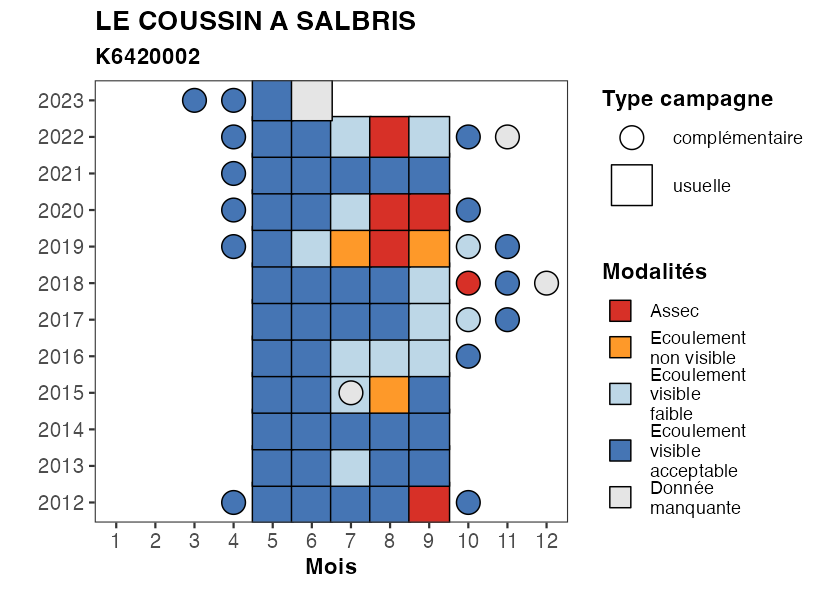 LE COUSSIN A SALBRIS
K6420002
2023
2022
2021
2020
2019
2018
2017
2016
2015
2014
2013
2012
1 2 3 4 5 6 7 8 9 10 11 12
Mois
Type campagne
complémentaire
usuelle
Modalités
Assec
Ecoulement
non visible
Ecoulement
visible
faible
Ecoulement
visible
acceptable
Donnée
manquante